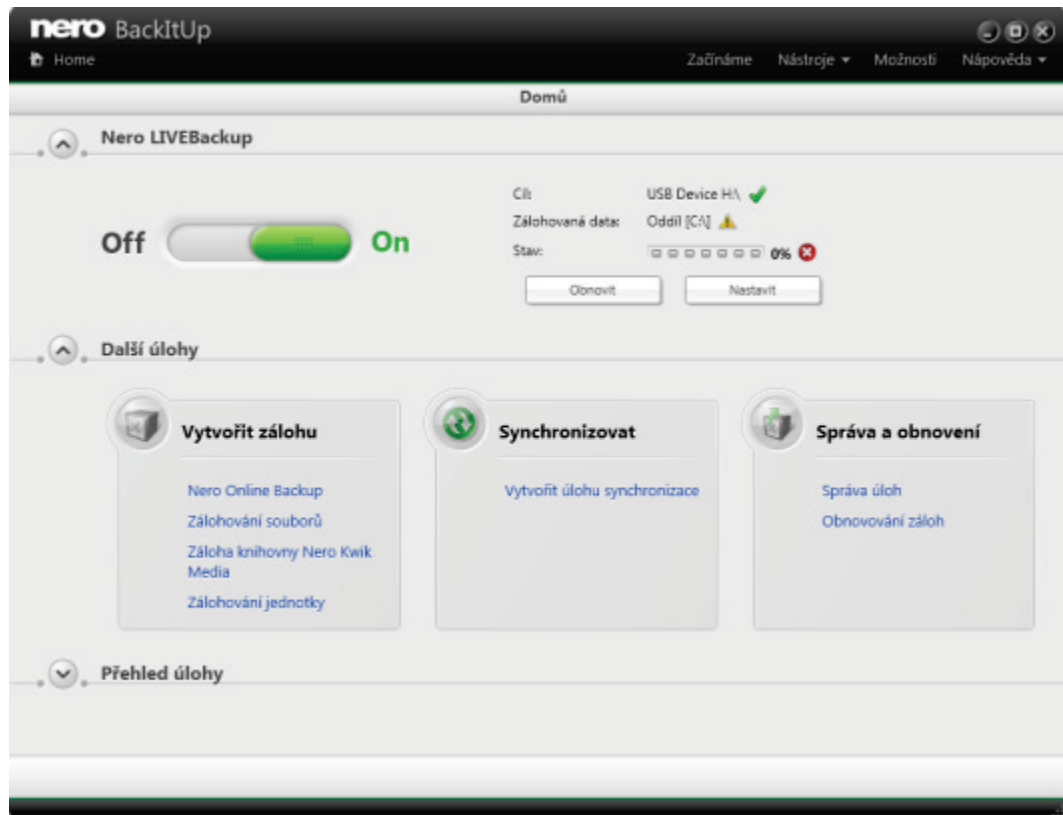 nero BackItUp
Home Začínáme Nástroje Možnosti Nápověda
Domů
Nero LIVEBackup
Off On
Cíl: USB Device H:\
Zálohovaná data: Oddíl [C:\]
Stav: 0%
Obnovit Nastavit
Další úlohy
Vytvořit zálohu
Nero Online Backup
Zálohování souborů
Záloha knihovny Nero Kwik
Media
Zálohování jednotky
Synchronizovat
Vytvořit úlohu synchronizace
Správa a obnovení
Správa úloh
Obnovování záloh
Přehled úlohy